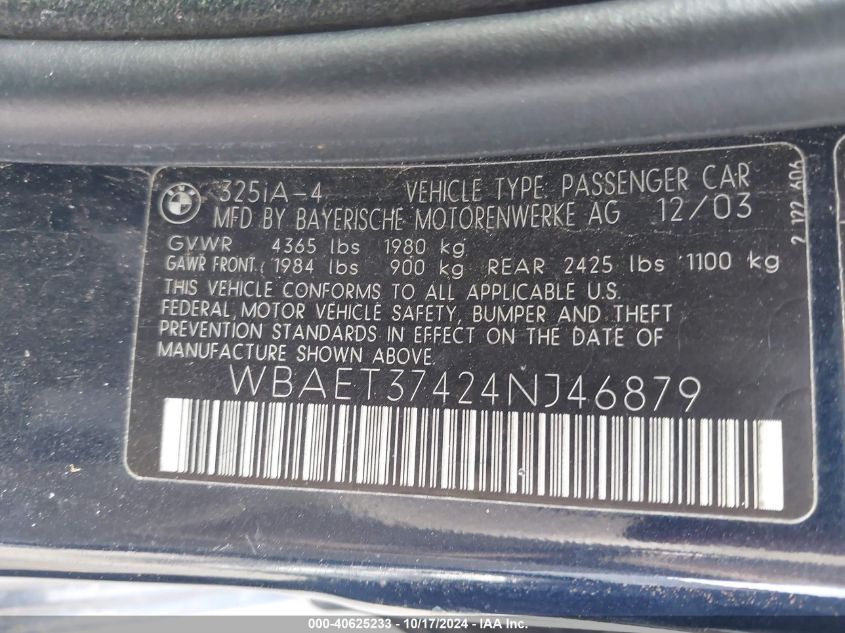 325iA-4 VEHICLE TYPE: PASSENGER CAR
MFD BY BAYERISCHE MOTORENWERKE AG 12/03
GVWR 4365 lbs 1980 kg
GAWR FRONT: 1984 lbs 900 kg REAR 2425 lbs 1100 kg
THIS VEHICLE CONFORMS TO ALL APPLICABLE U.S.
FEDERAL MOTOR VEHICLE SAFETY, BUMPER AND THEFT
PREVENTION STANDARDS IN EFFECT ON THE DATE OF
MANUFACTURE SHOWN ABOVE.
WBAET37424NJ46879
2 122 606
000-40625233 - 10/17/2024 - IAA Inc.